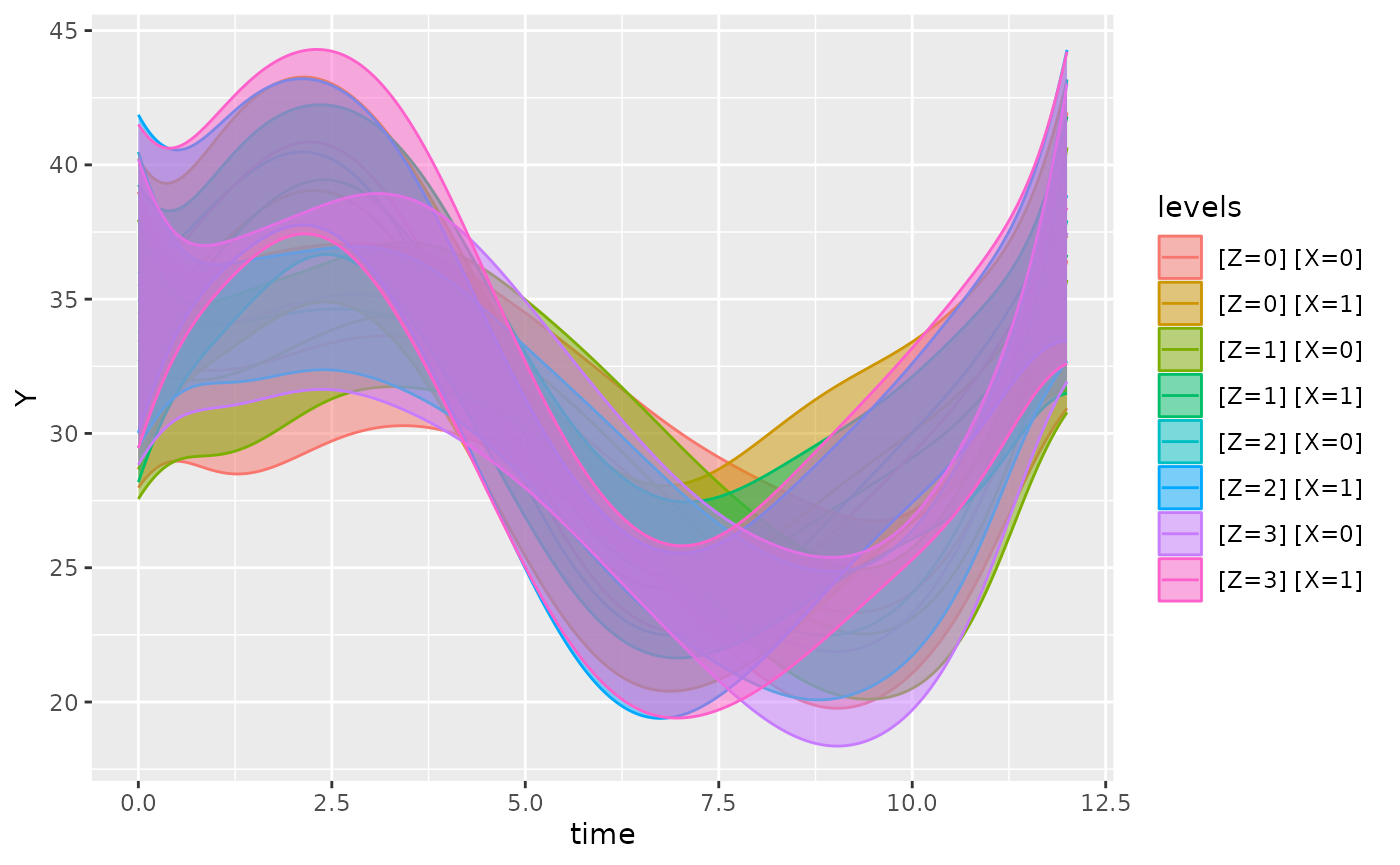 45
40
35
30
25
20
Y
0.0 2.5 5.0 7.5 10.0 12.5
time
levels
[Z=0] [X=0]
[Z=0] [X=1]
[Z=1] [X=0]
[Z=1] [X=1]
[Z=2] [X=0]
[Z=2] [X=1]
[Z=3] [X=0]
[Z=3] [X=1]